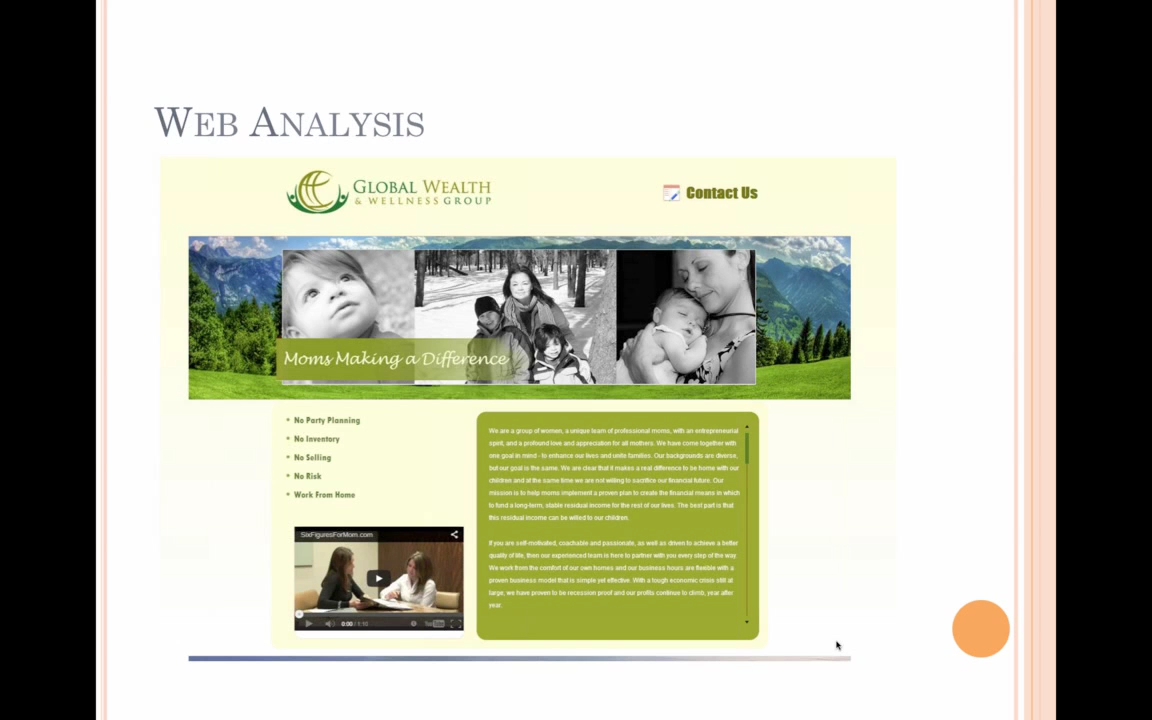 WEB ANALYSIS
GLOBAL WEALTH
& WELLNESS GROUP
Contact Us
Moms Making a Difference
• No Party Planning
• No Inventory
• No Selling
• No Risk
• Work From Home
SixFiguresForMom.com
0:00 / 1:10
We are a group of women, a unique team of professional moms, with an entrepreneurial
spirit, and a profound love and appreciation for all mothers. We have come together with
one goal in mind - to enhance our lives and unite families. Our backgrounds are diverse,
but our goal is the same. We are clear that it makes a real difference to be home with our
children and at the same time we are not willing to sacrifice our financial future. Our
mission is to help moms implement a proven plan to create the financial means in which
to fund a long-term, stable residual income for the rest of our lives. The best part is that
this residual income can be willed to our children.
If you are self-motivated, coachable and passionate, as well as driven to achieve a better
quality of life, then our experienced team is here to partner with you every step of the way.
We work from the comfort of our own homes and our business hours are flexible with a
proven business model that is simple yet effective. With a tough economic crisis still at
large, we have proven to be recession proof and our profits continue to climb, year after
year.